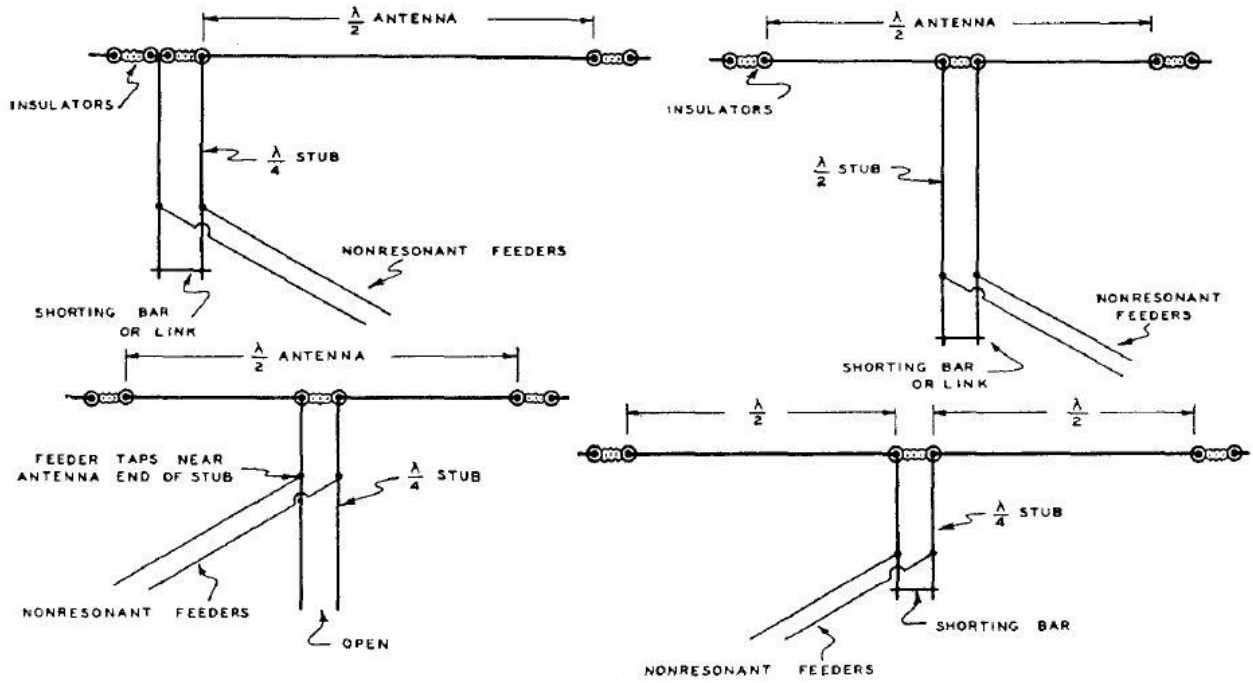 λ/2 ANTENNA
INSULATORS
λ/4 STUB
NONRESONANT FEEDERS
SHORTING BAR
OR LINK
λ/2 ANTENNA
INSULATORS
λ/2 STUB
NONRESONANT
FEEDERS
SHORTING BAR
OR LINK
λ/2 ANTENNA
FEEDER TAPS NEAR
ANTENNA END OF STUB
λ/4 STUB
NONRESONANT FEEDERS
OPEN
λ/2
λ/2
λ/4 STUB
SHORTING BAR
NONRESONANT FEEDERS